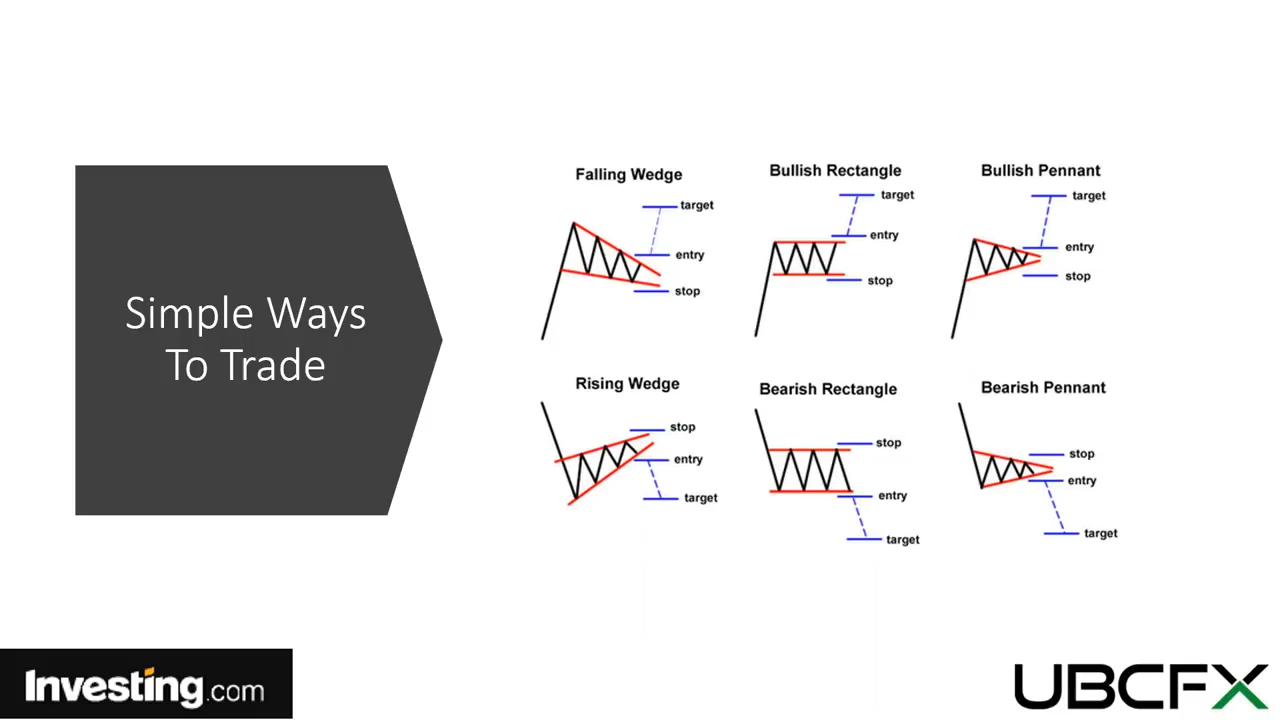 Simple Ways
To Trade
Falling Wedge
target
entry
stop
Bullish Rectangle
target
entry
stop
Bullish Pennant
target
entry
stop
Rising Wedge
stop
entry
target
Bearish Rectangle
stop
entry
target
Bearish Pennant
stop
entry
target
Investing.com
UBCFX